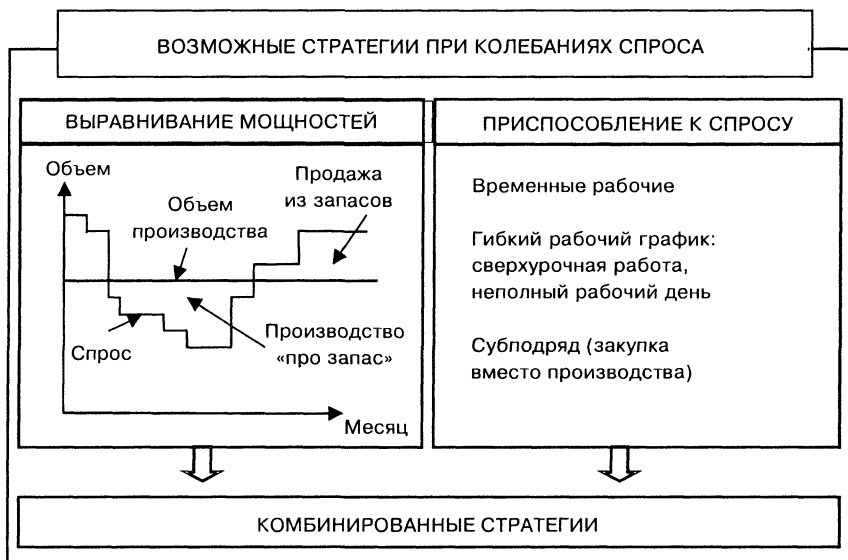 ВОЗМОЖНЫЕ СТРАТЕГИИ ПРИ КОЛЕБАНИЯХ СПРОСА
ВЫРАВНИВАНИЕ МОЩНОСТЕЙ
Объем
Продажа
из запасов
Объем
производства
Спрос
Производство
«про запас»
Месяц
ПРИСПОСОБЛЕНИЕ К СПРОСУ
Временные рабочие
Гибкий рабочий график:
сверхурочная работа,
неполный рабочий день
Субподряд (закупка
вместо производства)
КОМБИНИРОВАННЫЕ СТРАТЕГИИ